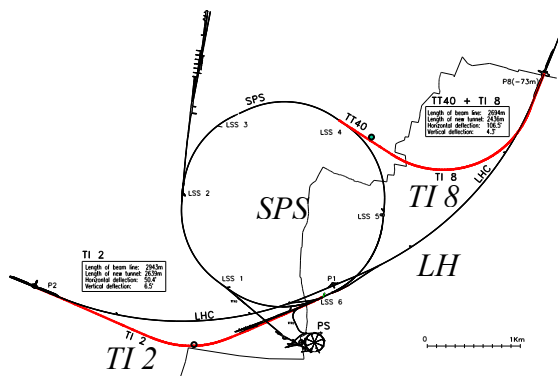 P8(-73m)
SPS
LSS 3
LSS 4
TT40
TT40 + TI 8
Length of beam line: 2694m
Length of new tunnel: 2436m
Horizontal deflection: 106.5'
Vertical deflection: 4.3'
TI 8
LHC
LSS 2
SPS
TI 8
LSS 5
TI 2
Length of beam line: 2943m
Length of new tunnel: 2639m
Horizontal deflection: 50.4'
Vertical deflection: 6.5'
LH
P2
LSS 1
P1
LSS 6
LHC
TI 2
PS
TI 2
0 1Km